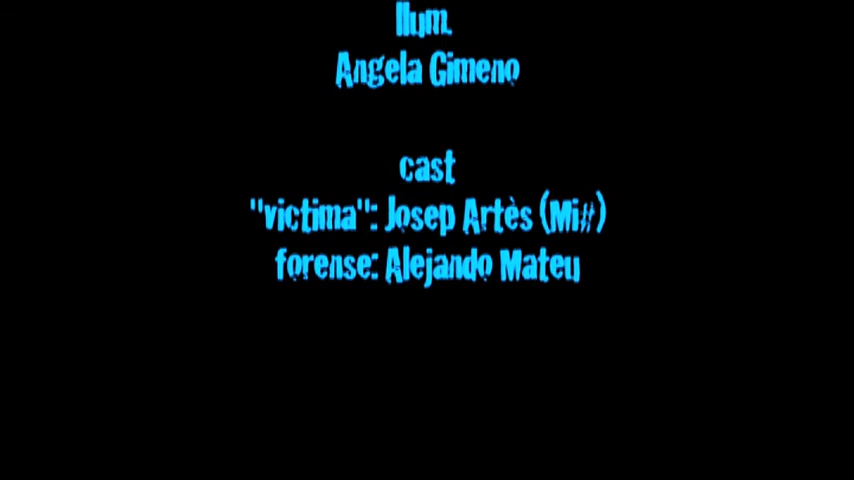 Ilum.
Angela Gimeno
cast
"victima": Josep Artès (Mi#)
forense: Alejando Mateu